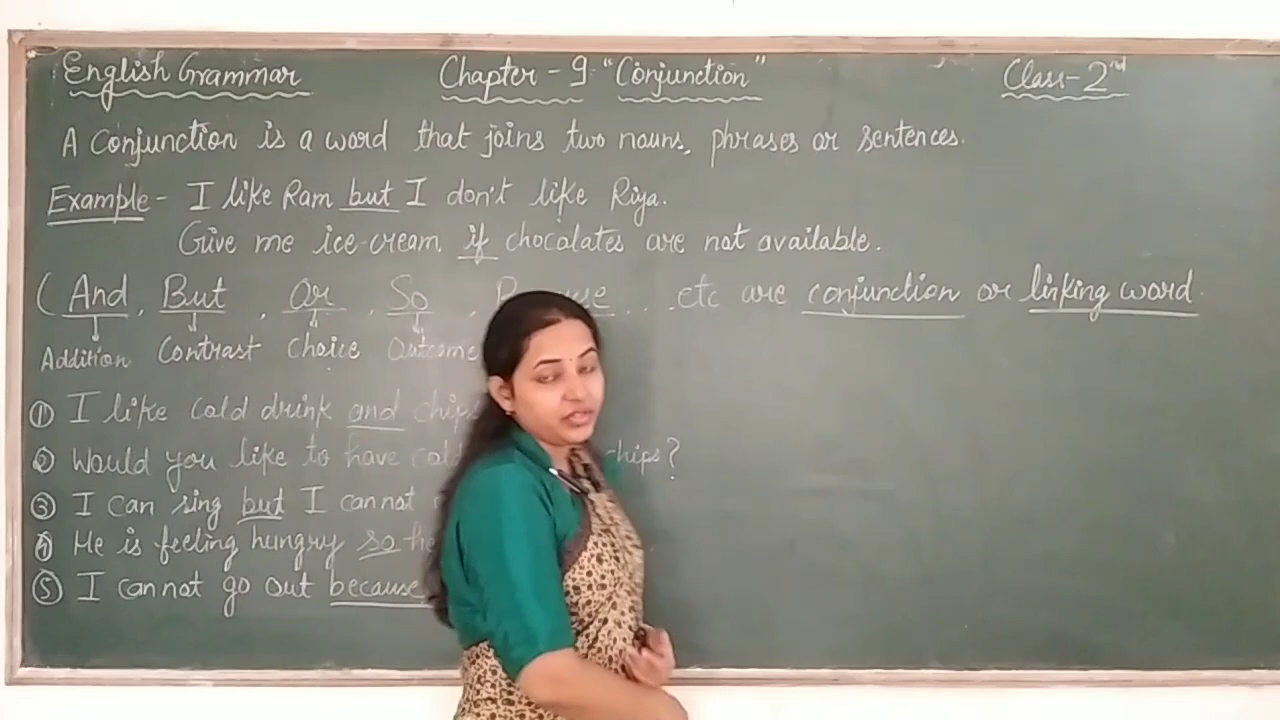 English Grammar Chapter - 9 "Conjunction" Class - 2nd
A Conjunction is a word that joins two nouns, phrases or sentences.
Example - I like Ram but I don't like Riya.
Give me ice-cream if chocolates are not available.
( And, But, Or, So, ... etc are conjunction or linking word.
Addition Contrast Choice Outcome
① I like cold drink and chips
② Would you like to have chips?
③ I can sing but I cannot
④ He is feeling hungry so he
⑤ I cannot go out because